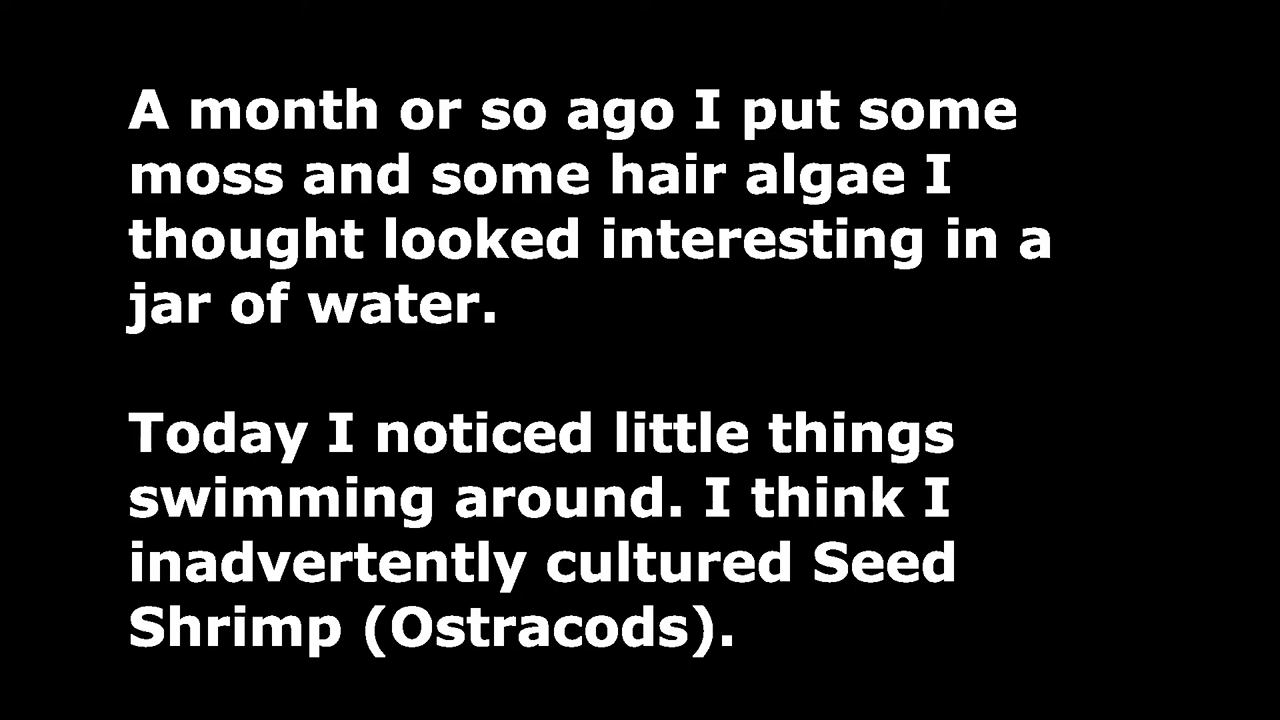 A month or so ago I put some
moss and some hair algae I
thought looked interesting in a
jar of water.
Today I noticed little things
swimming around. I think I
inadvertently cultured Seed
Shrimp (Ostracods).